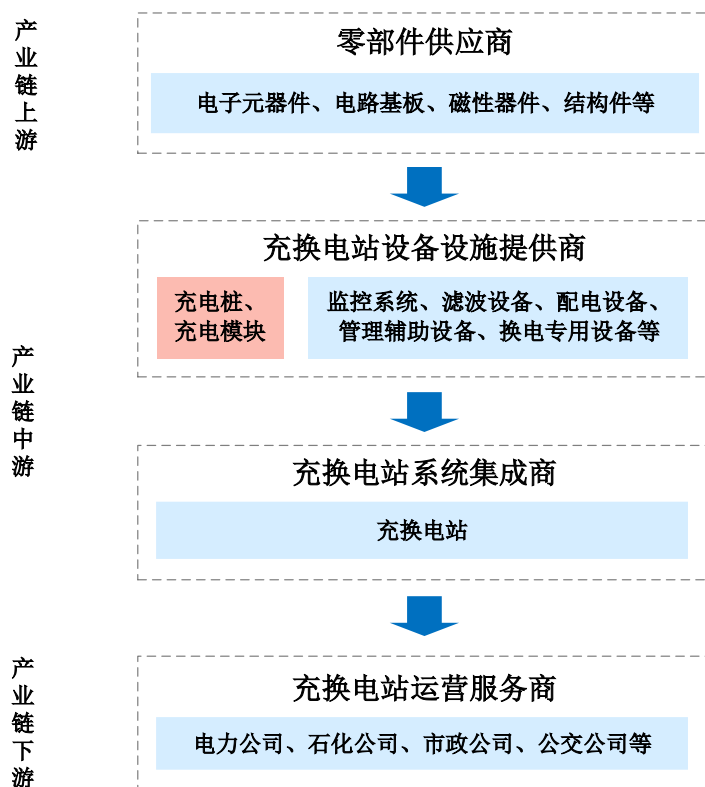 产业链上游
零部件供应商
电子元器件、电路基板、磁性器件、结构件等
产业链中游
充换电站设备设施提供商
充电桩、
充电模块
监控系统、滤波设备、配电设备、
管理辅助设备、换电专用设备等
充换电站系统集成商
充换电站
产业链下游
充换电站运营服务商
电力公司、石化公司、市政公司、公交公司等